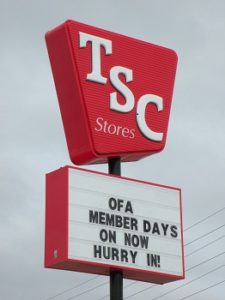 TSC
Stores
OFA
MEMBER DAYS
ON NOW
HURRY IN!